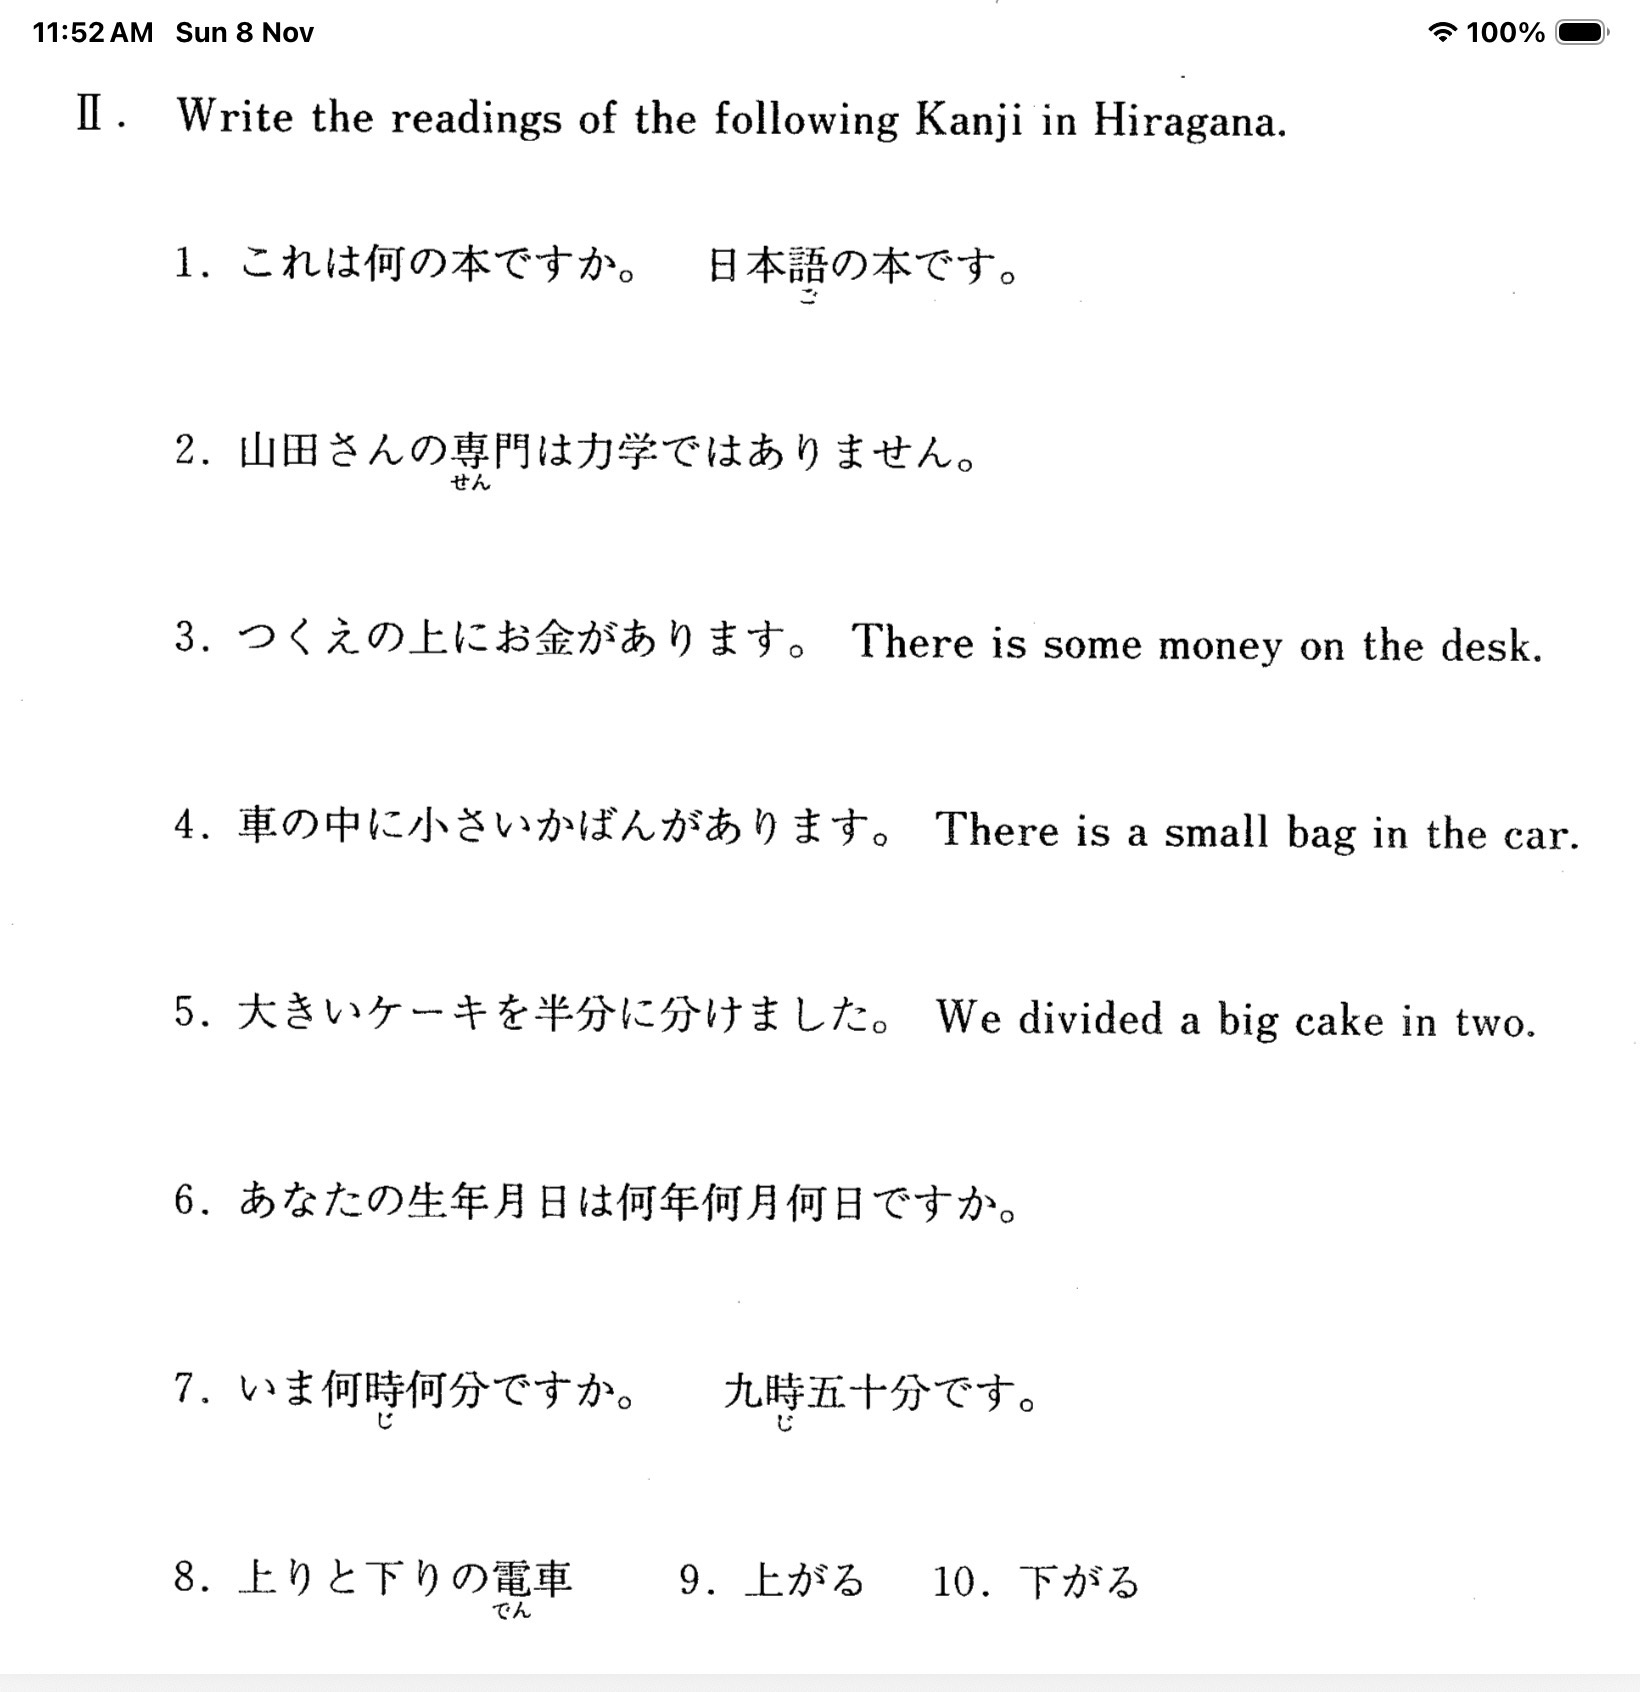 11:52 AM Sun 8 Nov 100%
Ⅱ. Write the readings of the following Kanji in Hiragana.
1. これは何の本ですか。 日本語の本です。
ご
2. 山田さんの専門は力学ではありません。
せん
3. つくえの上にお金があります。 There is some money on the desk.
4. 車の中に小さいかばんがあります。 There is a small bag in the car.
5. 大きいケーキを半分に分けました。 We divided a big cake in two.
6. あなたの生年月日は何年何月何日ですか。
7. いま何時何分ですか。 九時五十分です。
じ じ
8. 上りと下りの電車 9. 上がる 10. 下がる
でん